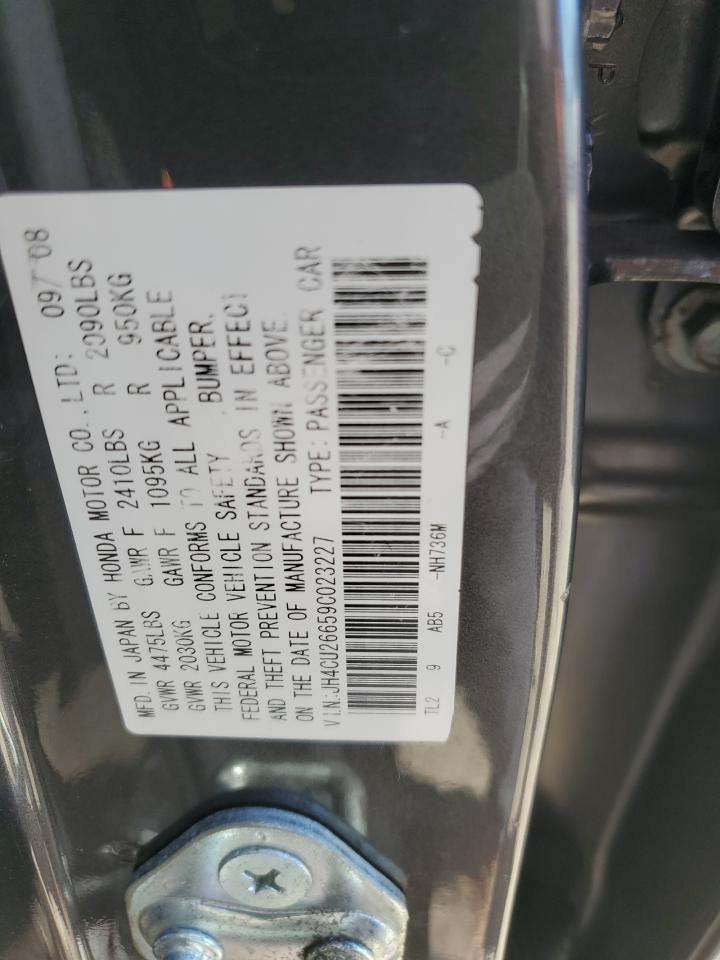 MFD. IN JAPAN BY HONDA MOTOR CO., LTD: 09/08
GVWR 4475LBS GAWR F 2410LBS R 2090LBS
GVWR 2030KG GAWR F 1095KG R 950KG
THIS VEHICLE CONFORMS TO ALL APPLICABLE
FEDERAL MOTOR VEHICLE SAFETY , BUMPER,
AND THEFT PREVENTION STANDARDS IN EFFECT
ON THE DATE OF MANUFACTURE SHOWN ABOVE.
V.I.N.:JH4CU26659C023227 TYPE: PASSENGER CAR
TL2 9 AB5 -NH736M -A -C
P